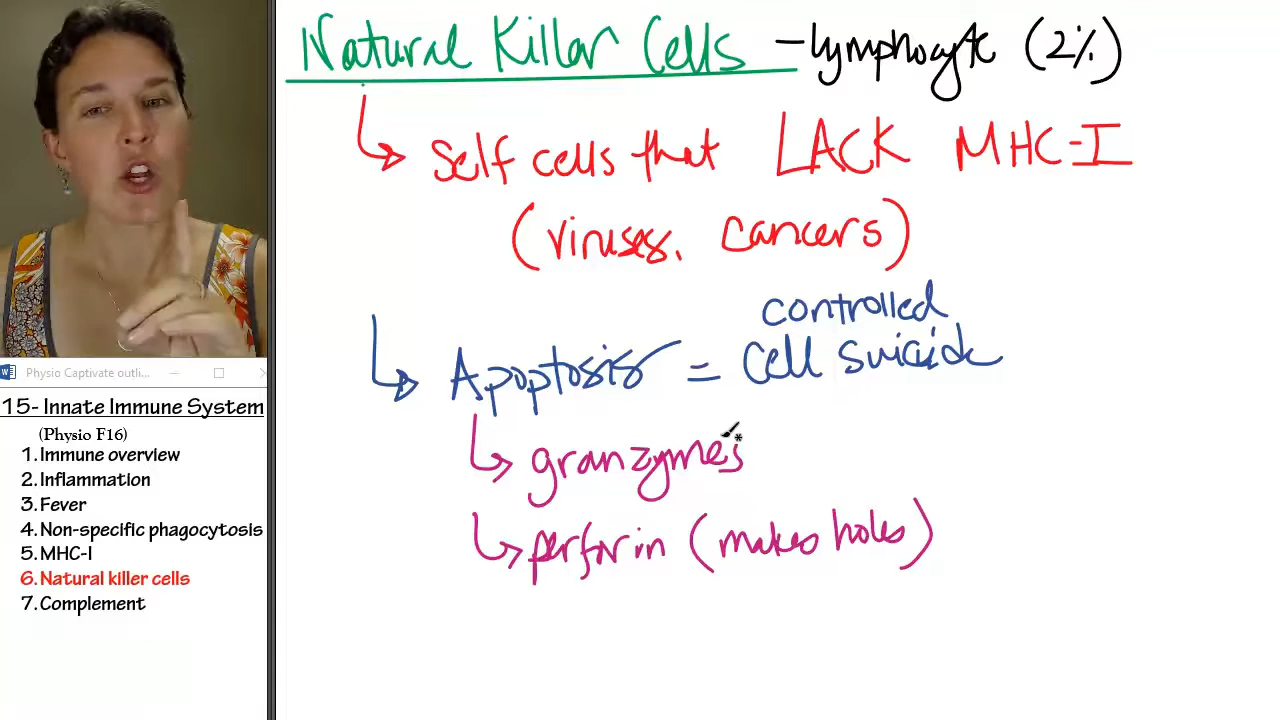 Natural Killer Cells - lymphocyte (2%)
Self cells that LACK MHC-I
(viruses, cancers)
controlled
Apoptosis = cell suicide
granzymes
perforin (makes holes)
Physio Captivate outli...
15- Innate Immune System
(Physio F16)
1. Immune overview
2. Inflammation
3. Fever
4. Non-specific phagocytosis
5. MHC-I
6. Natural killer cells
7. Complement